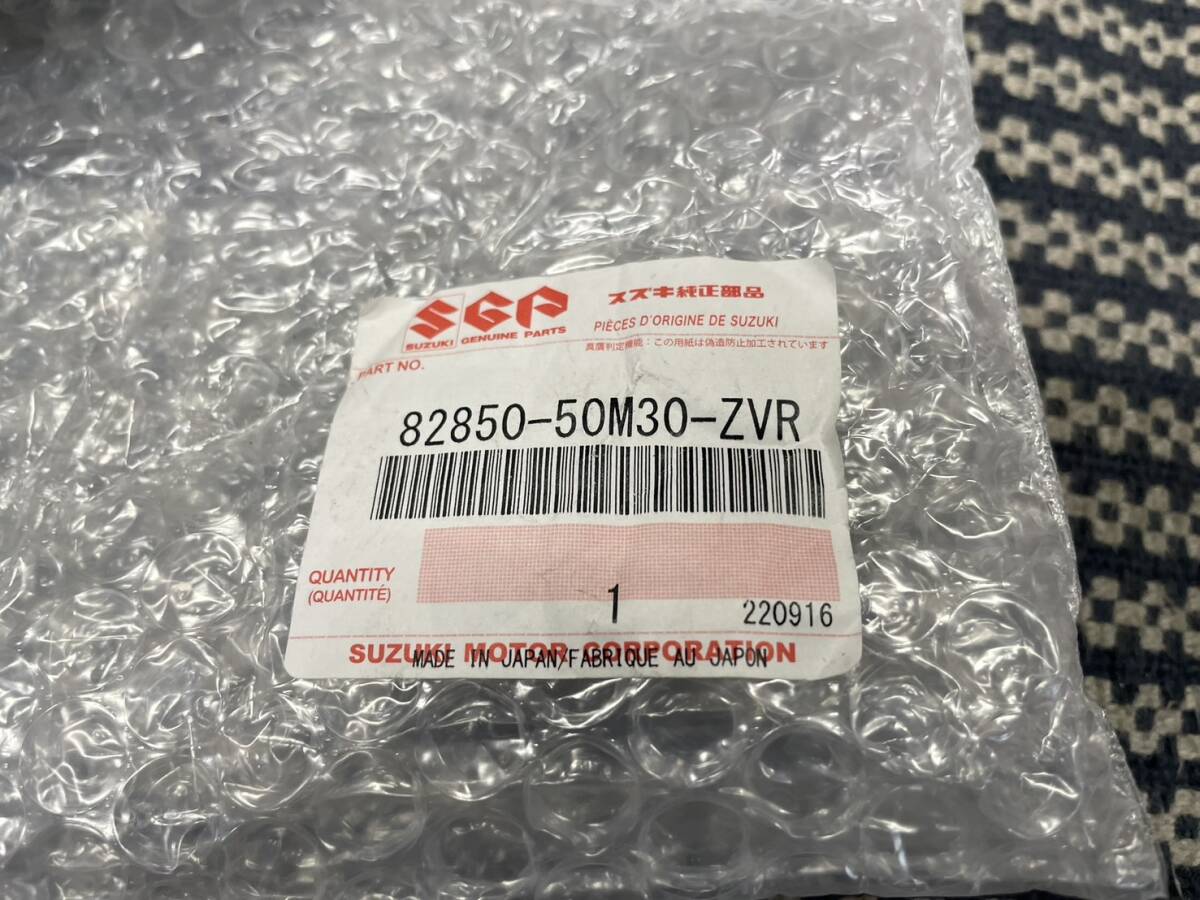 SGP
スズキ純正部品
SUZUKI GENUINE PARTS
PIÈCES D'ORIGINE DE SUZUKI
真贋判定機能：この用紙は偽造防止加工されています
PART NO.
82850-50M30-ZVR
QUANTITY
(QUANTITÉ)
1
220916
SUZUKI MOTOR CORPORATION
MADE IN JAPAN/FABRIQUE AU JAPON